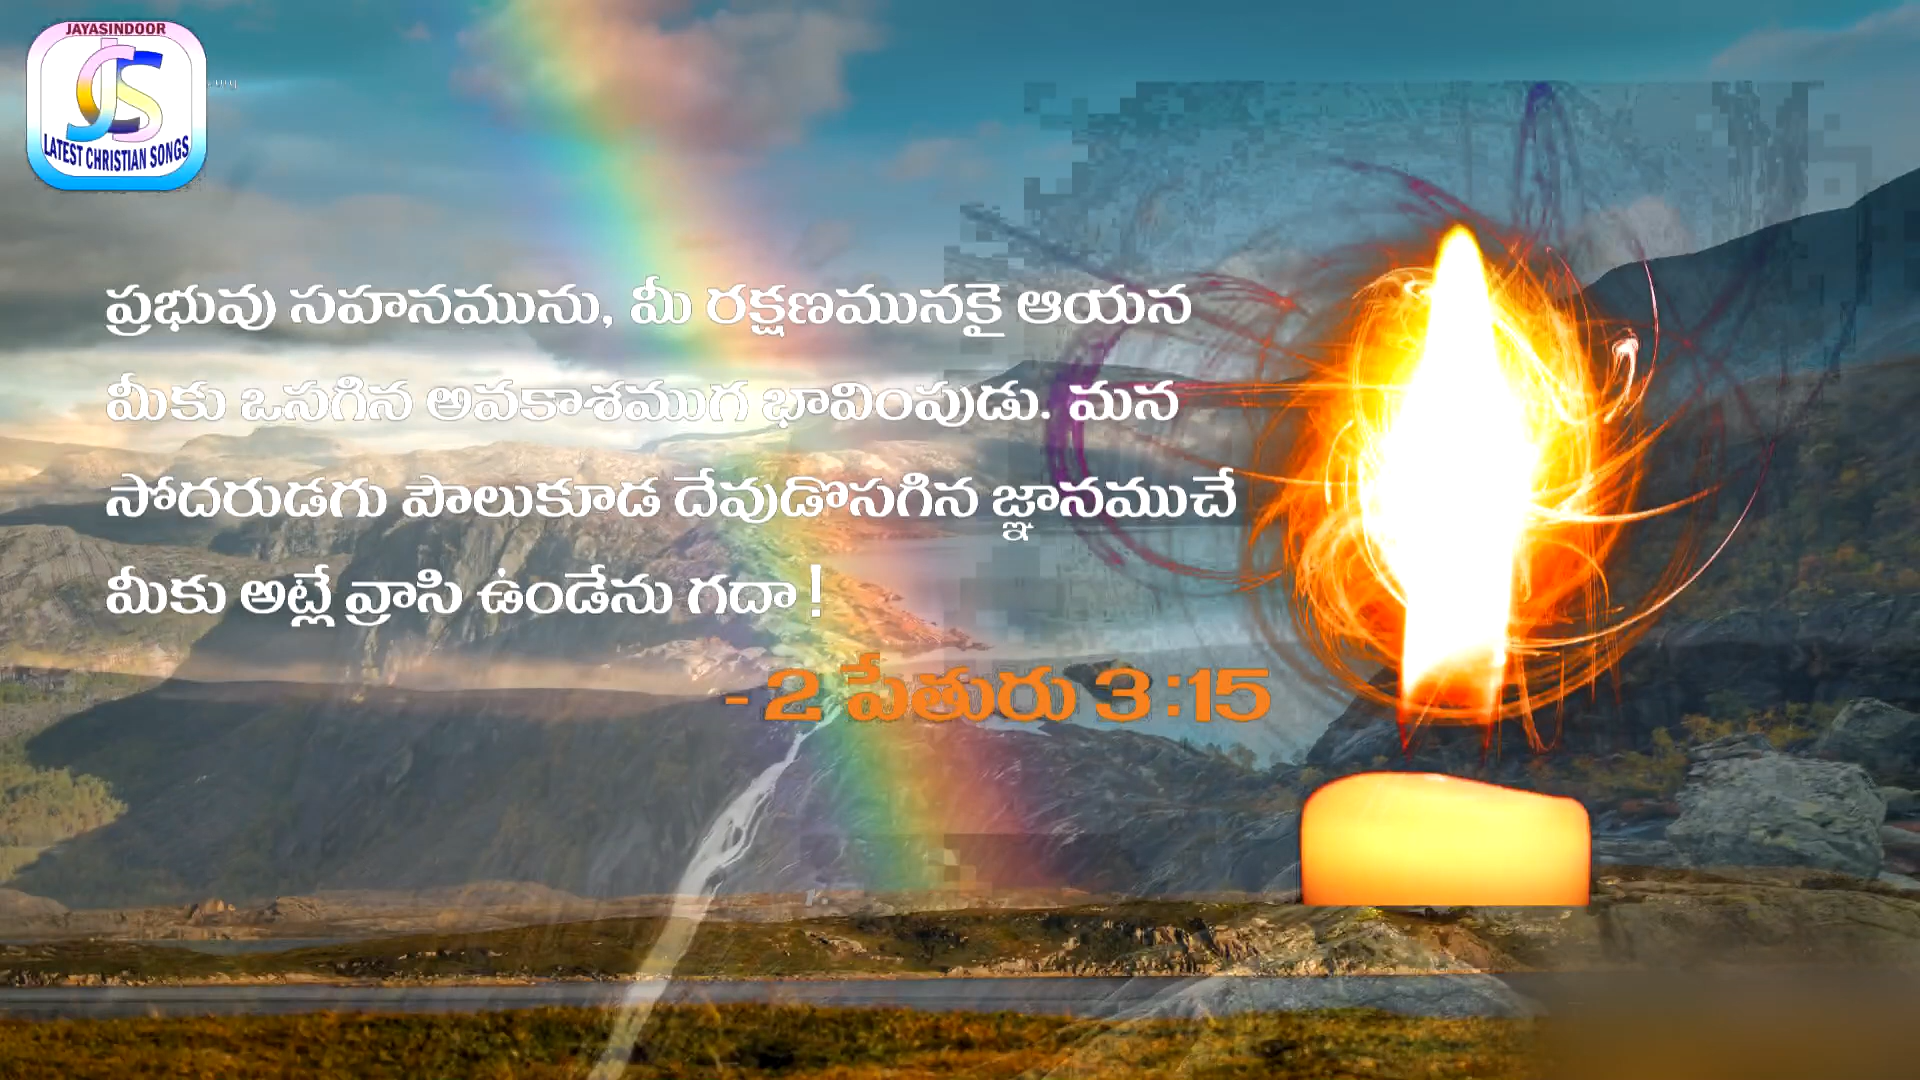 JAYASINDOOR
JCLS
LATEST CHRISTIAN SONGS
ప్రభువు సహనమును, మీ రక్షణమునకై ఆయన
మీకు ఒసగిన అవకాశముగ భావింపుడు. మన
సోదరుడగు పౌలుకూడ దేవుడొసగిన జ్ఞానముచే
మీకు అట్లే వ్రాసి ఉండేను గదా!
- 2 పేతురు 3:15